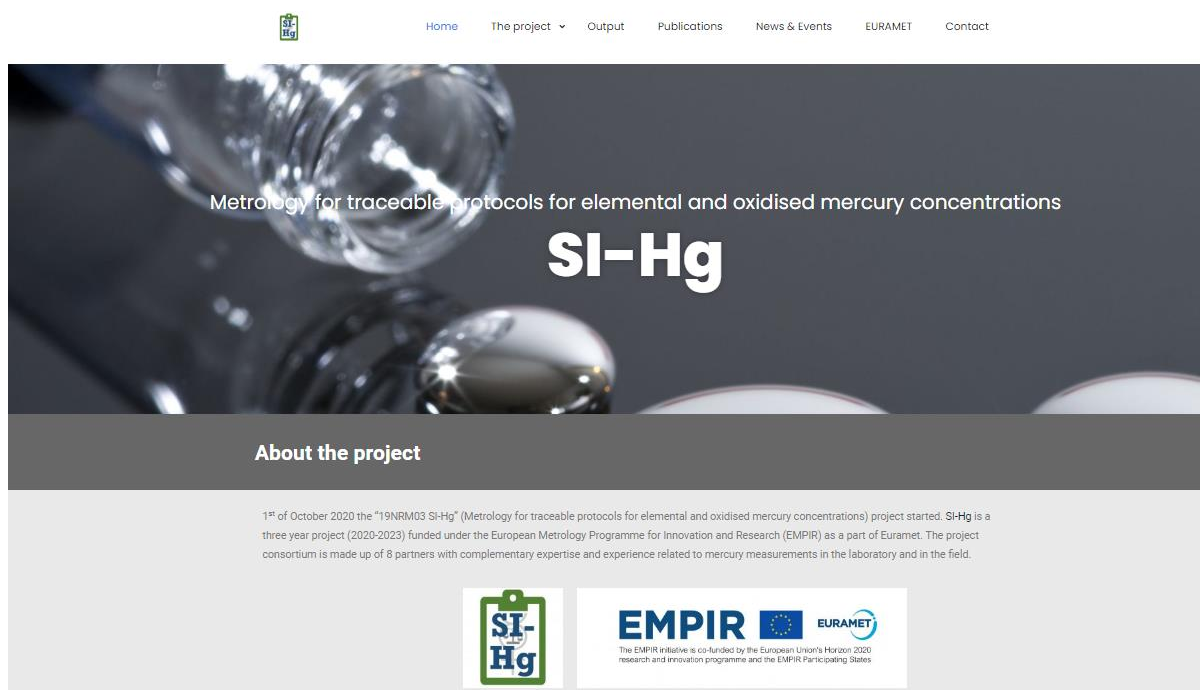 SI-
Hg
Home The project Output Publications News & Events EURAMET Contact
Metrology for traceable protocols for elemental and oxidised mercury concentrations
SI-Hg
About the project
1st of October 2020 the “19NRM03 SI-Hg” (Metrology for traceable protocols for elemental and oxidised mercury concentrations) project started. SI-Hg is a
three year project (2020-2023) funded under the European Metrology Programme for Innovation and Research (EMPIR) as a part of Euramet. The project
consortium is made up of 8 partners with complementary expertise and experience related to mercury measurements in the laboratory and in the field.
SI-
Hg
EMPIR EURAMET
The EMPIR initiative is co-funded by the European Union's Horizon 2020
research and innovation programme and the EMPIR Participating States